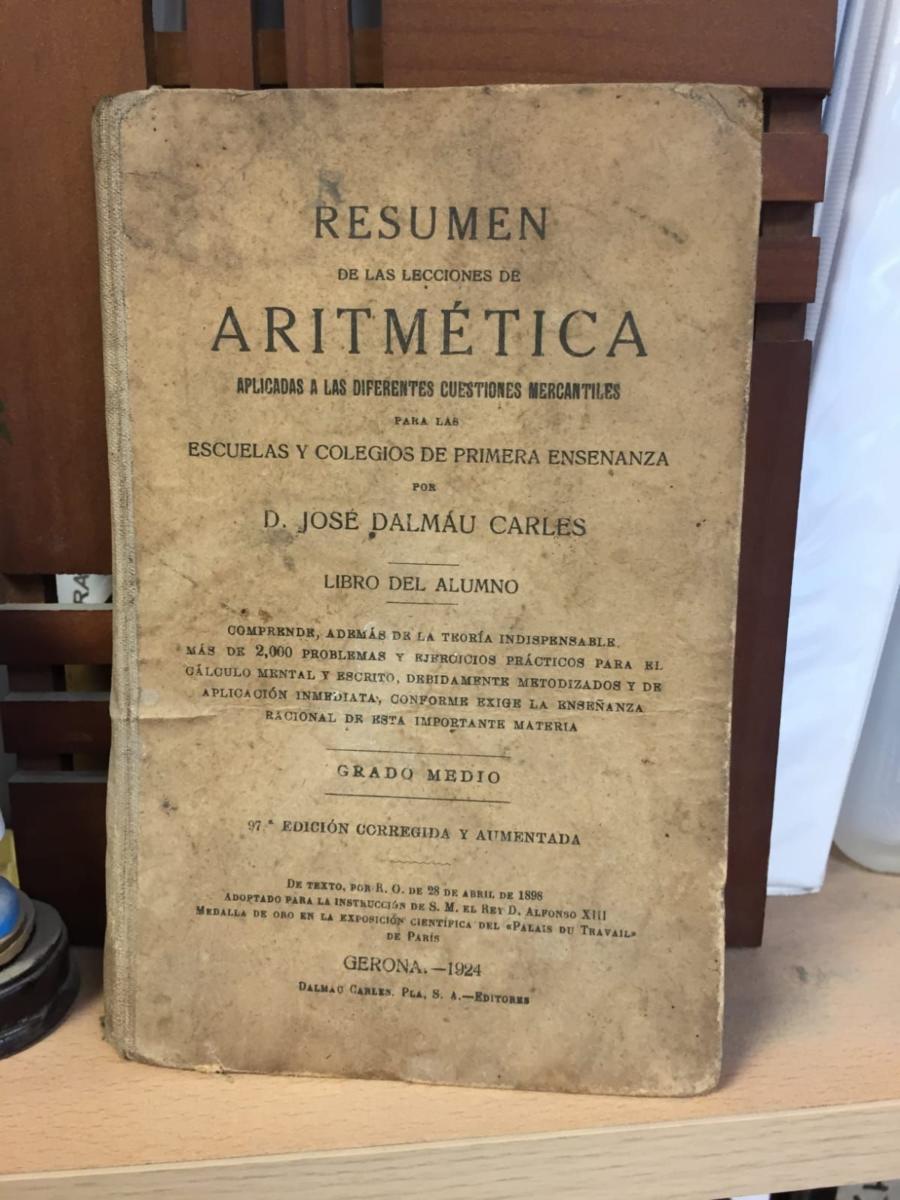 RESUMEN
DE LAS LECCIONES DE
ARITMÉTICA
APLICADAS A LAS DIFERENTES CUESTIONES MERCANTILES
PARA LAS
ESCUELAS Y COLEGIOS DE PRIMERA ENSENANZA
POR
D. JOSÉ DALMÁU CARLES
LIBRO DEL ALUMNO
COMPRENDE, ADEMÁS DE LA TEORÍA INDISPENSABLE.
MÁS DE 2,000 PROBLEMAS Y EJERCICIOS PRÁCTICOS PARA EL
CÁLCULO MENTAL Y ESCRITO, DEBIDAMENTE METODIZADOS Y DE
APLICACIÓN INMEDIATA, CONFORME EXIGE LA ENSEÑANZA
RACIONAL DE ESTA IMPORTANTE MATERIA
GRADO MEDIO
97.ª EDICIÓN CORREGIDA Y AUMENTADA
DE TEXTO, POR R. O. DE 28 DE ABRIL DE 1898
ADOPTADO PARA LA INSTRUCCIÓN DE S. M. EL REY D. ALFONSO XIII
MEDALLA DE ORO EN LA EXPOSICIÓN CIENTÍFICA DEL «PALAIS DU TRAVAIL»
DE PARÍS
GERONA.—1924
DALMAU CARLES. PLA, S. A.—EDITORES